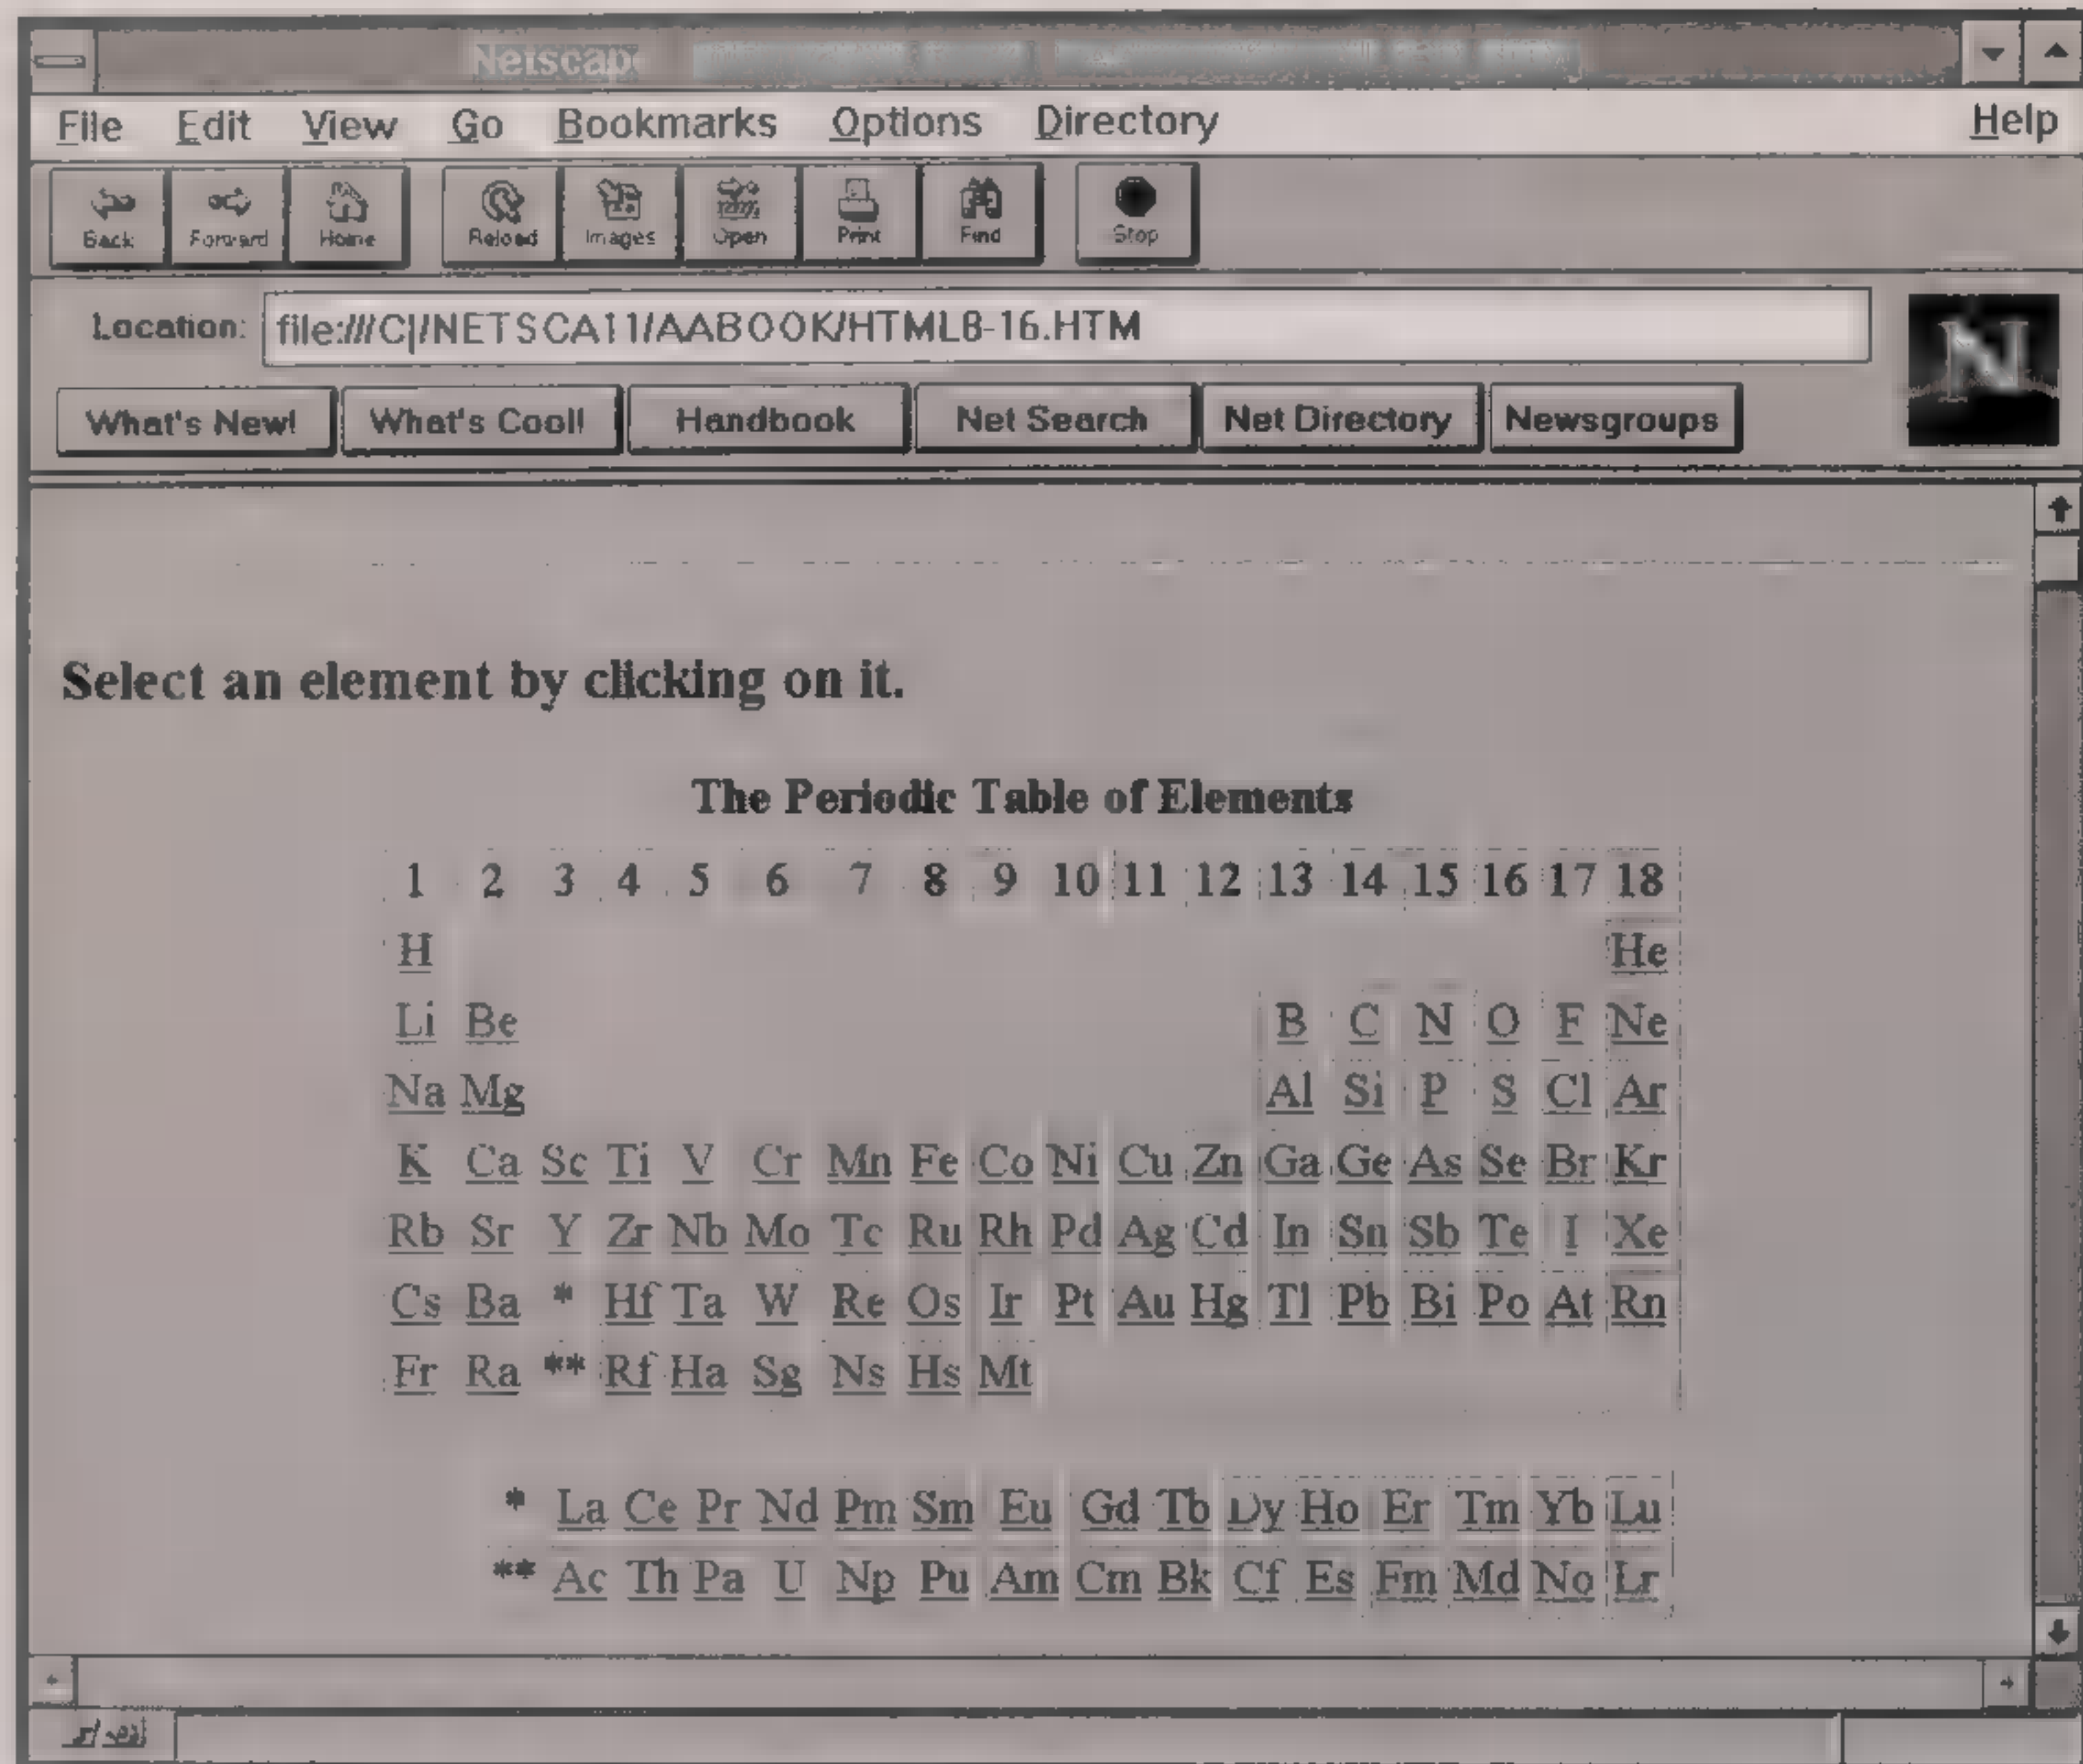 Netscape
File Edit View Go Bookmarks Options Directory Help
Back Forward Home Reload Images Open Print Find Stop
Location: file:///C|/NETSCA11/AABOOK/HTML8-16.HTM
N
What's New! What's Cool! Handbook Net Search Net Directory Newsgroups
Select an element by clicking on it.
The Periodic Table of Elements
1 2 3 4 5 6 7 8 9 10 11 12 13 14 15 16 17 18
H He
Li Be B C N O F Ne
Na Mg Al Si P S Cl Ar
K Ca Sc Ti V Cr Mn Fe Co Ni Cu Zn Ga Ge As Se Br Kr
Rb Sr Y Zr Nb Mo Tc Ru Rh Pd Ag Cd In Sn Sb Te I Xe
Cs Ba * Hf Ta W Re Os Ir Pt Au Hg Tl Pb Bi Po At Rn
Fr Ra ** Rf Ha Sg Ns Hs Mt
* La Ce Pr Nd Pm Sm Eu Gd Tb Dy Ho Er Tm Yb Lu
** Ac Th Pa U Np Pu Am Cm Bk Cf Es Fm Md No Lr